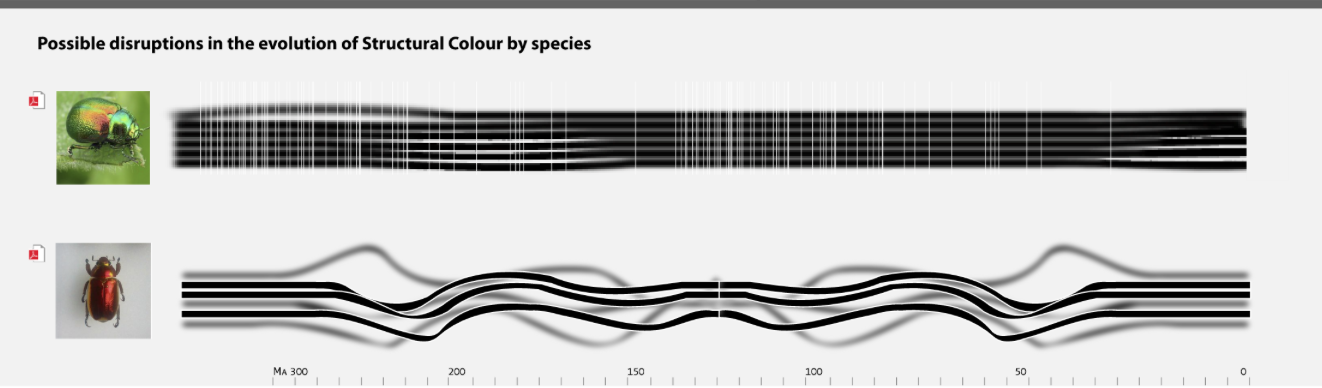 Possible disruptions in the evolution of Structural Colour by species
MA 300 200 150 100 50 0